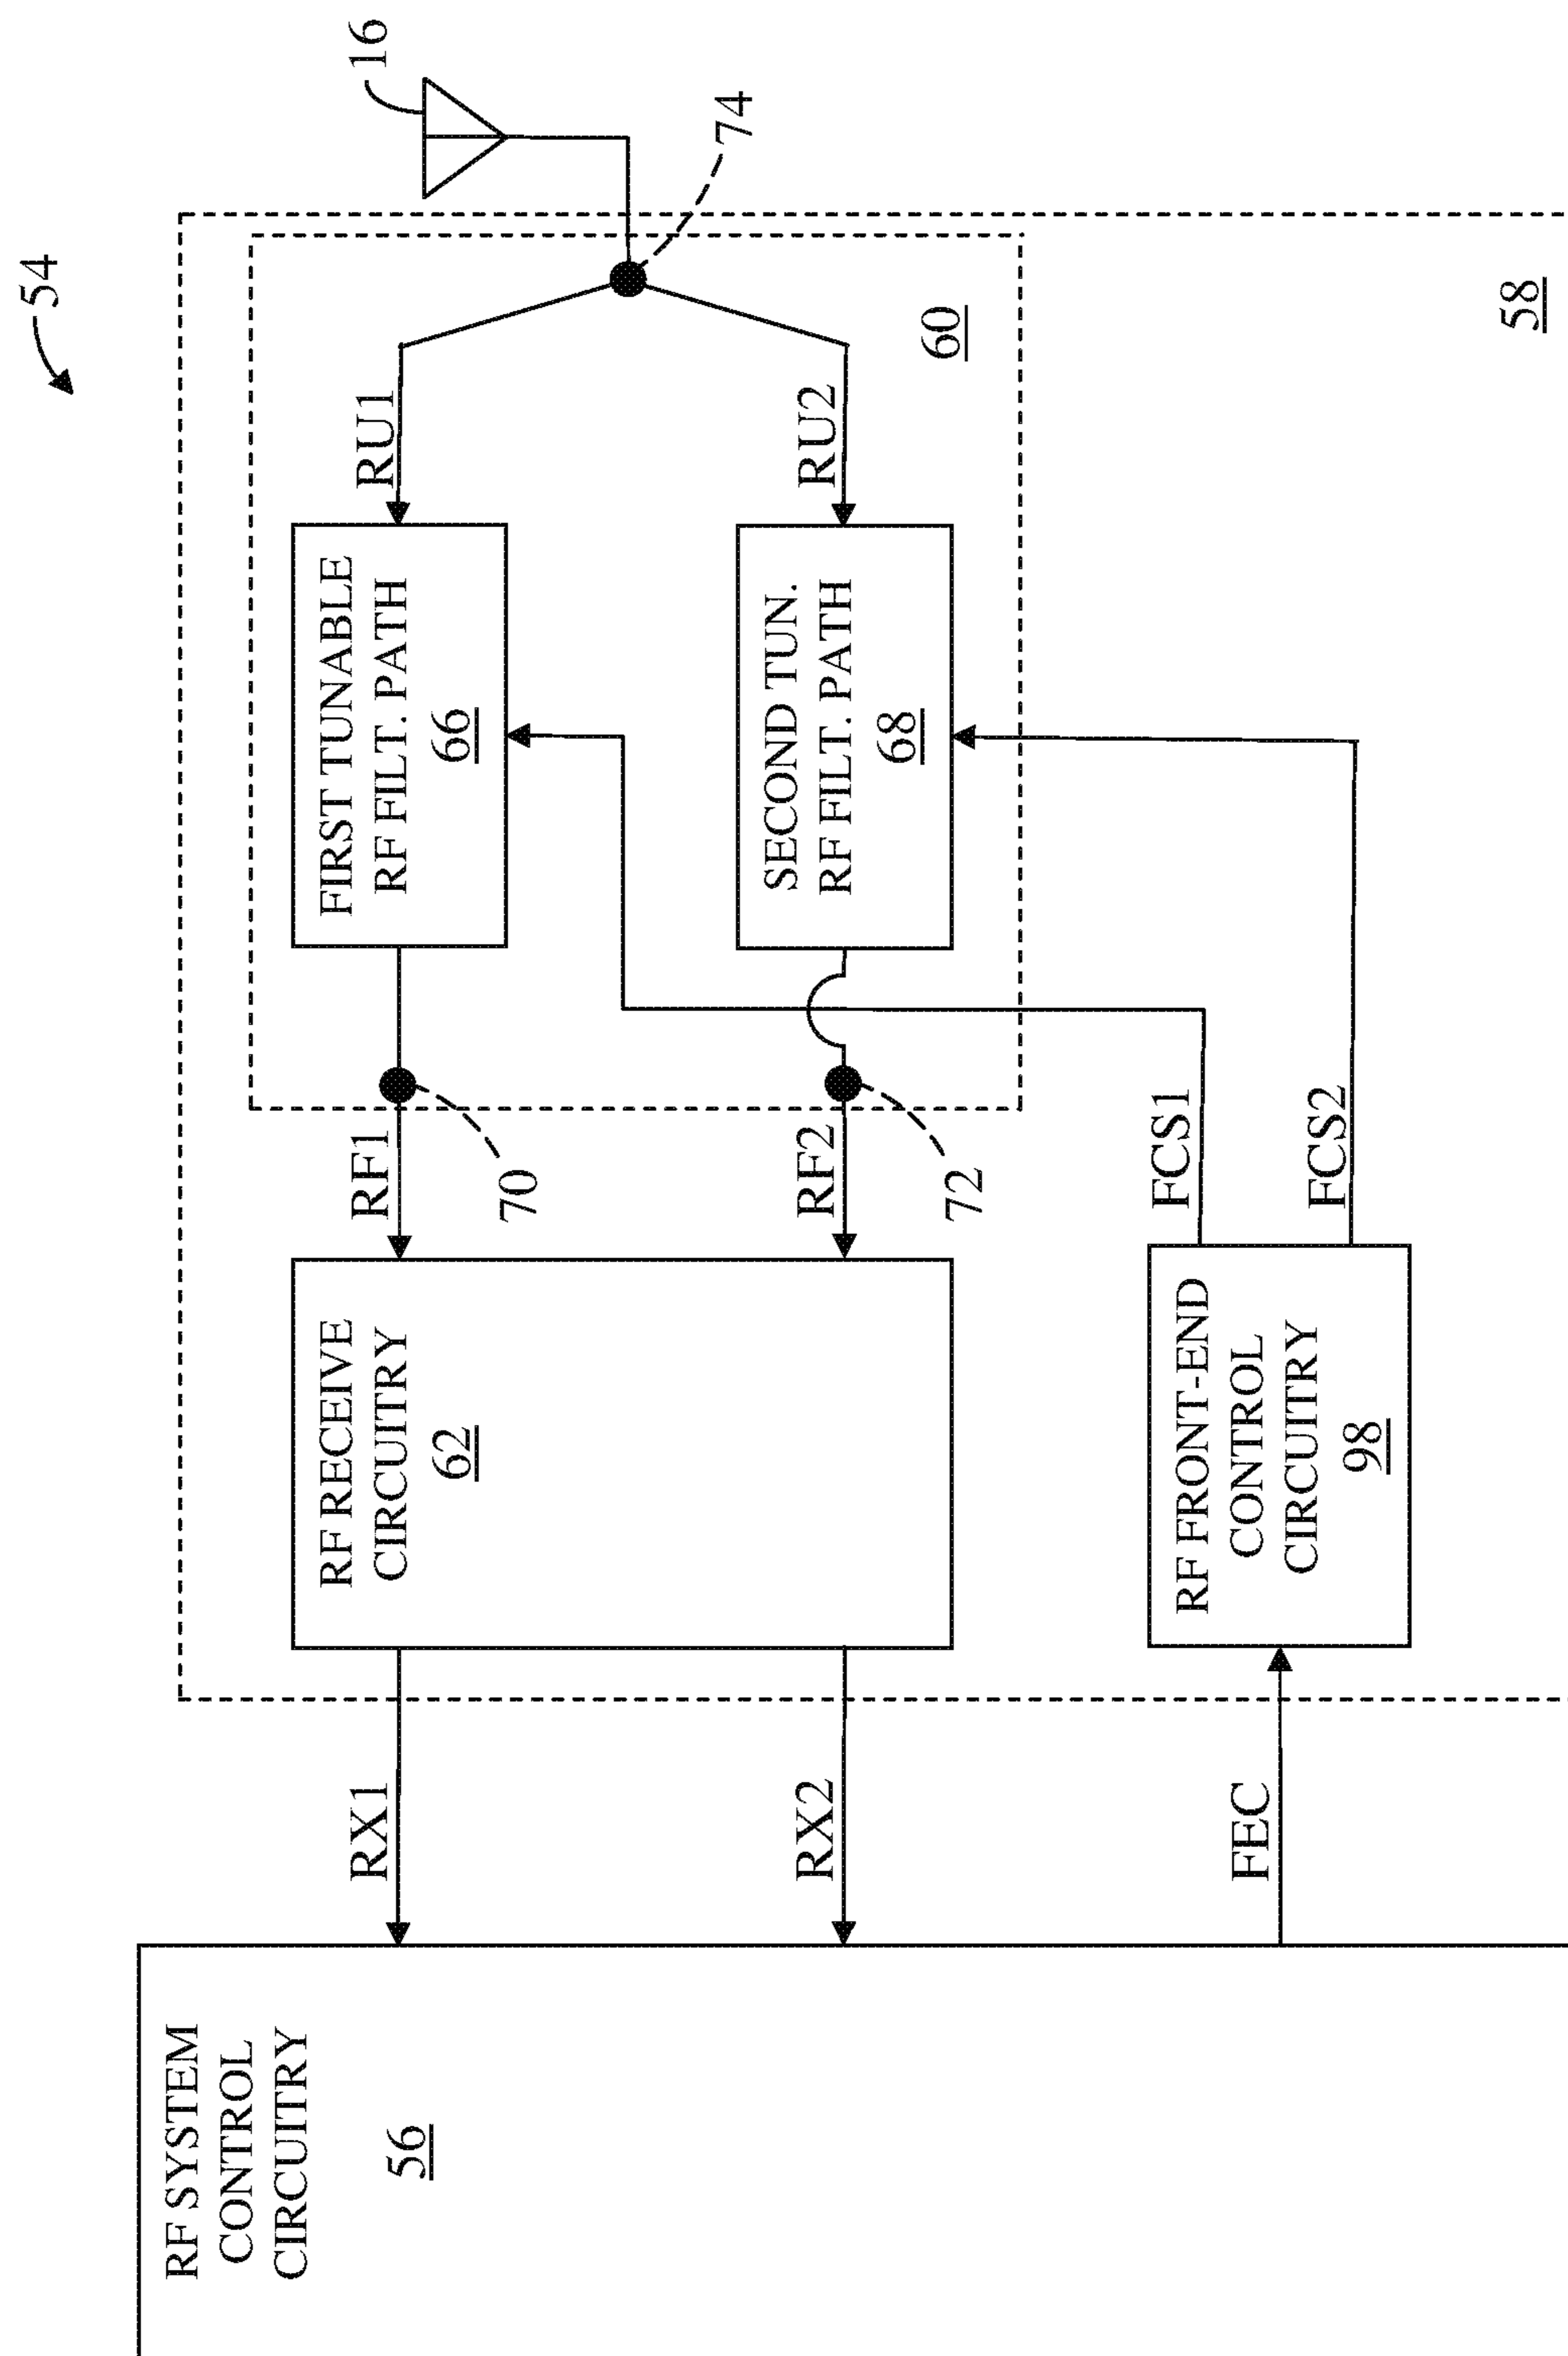 54
RF SYSTEM
CONTROL
CIRCUITRY
56
RX1
RX2
FEC
RF RECEIVE
CIRCUITRY
62
RF FRONT-END
CONTROL
CIRCUITRY
98
RF1
70
RF2
72
FCS1
FCS2
FIRST TUNABLE
RF FILT. PATH
66
SECOND TUN.
RF FILT. PATH
68
RU1
RU2
60
74
16
58